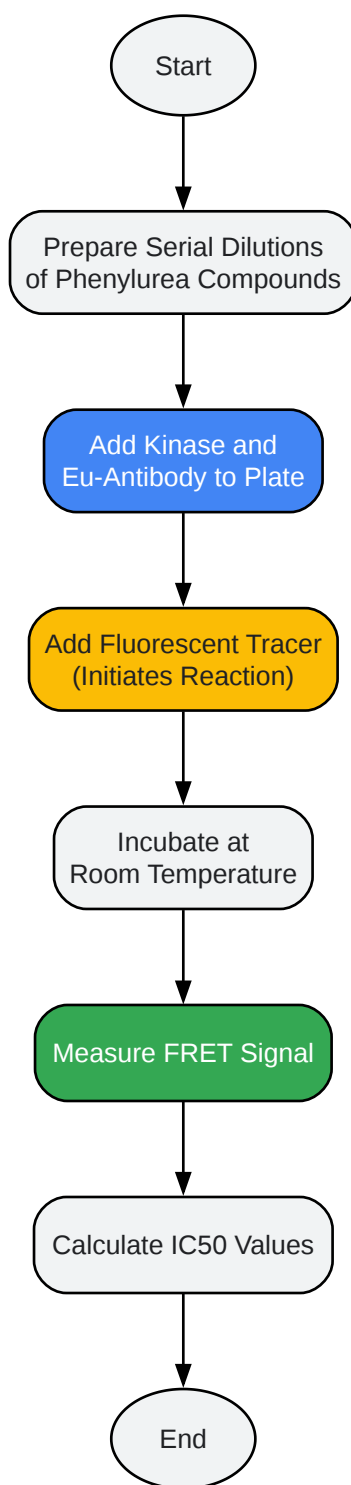 Start
Prepare Serial Dilutions
of Phenylurea Compounds
Add Kinase and
Eu-Antibody to Plate
Add Fluorescent Tracer
(Initiates Reaction)
Incubate at
Room Temperature
Measure FRET Signal
Calculate IC50 Values
End